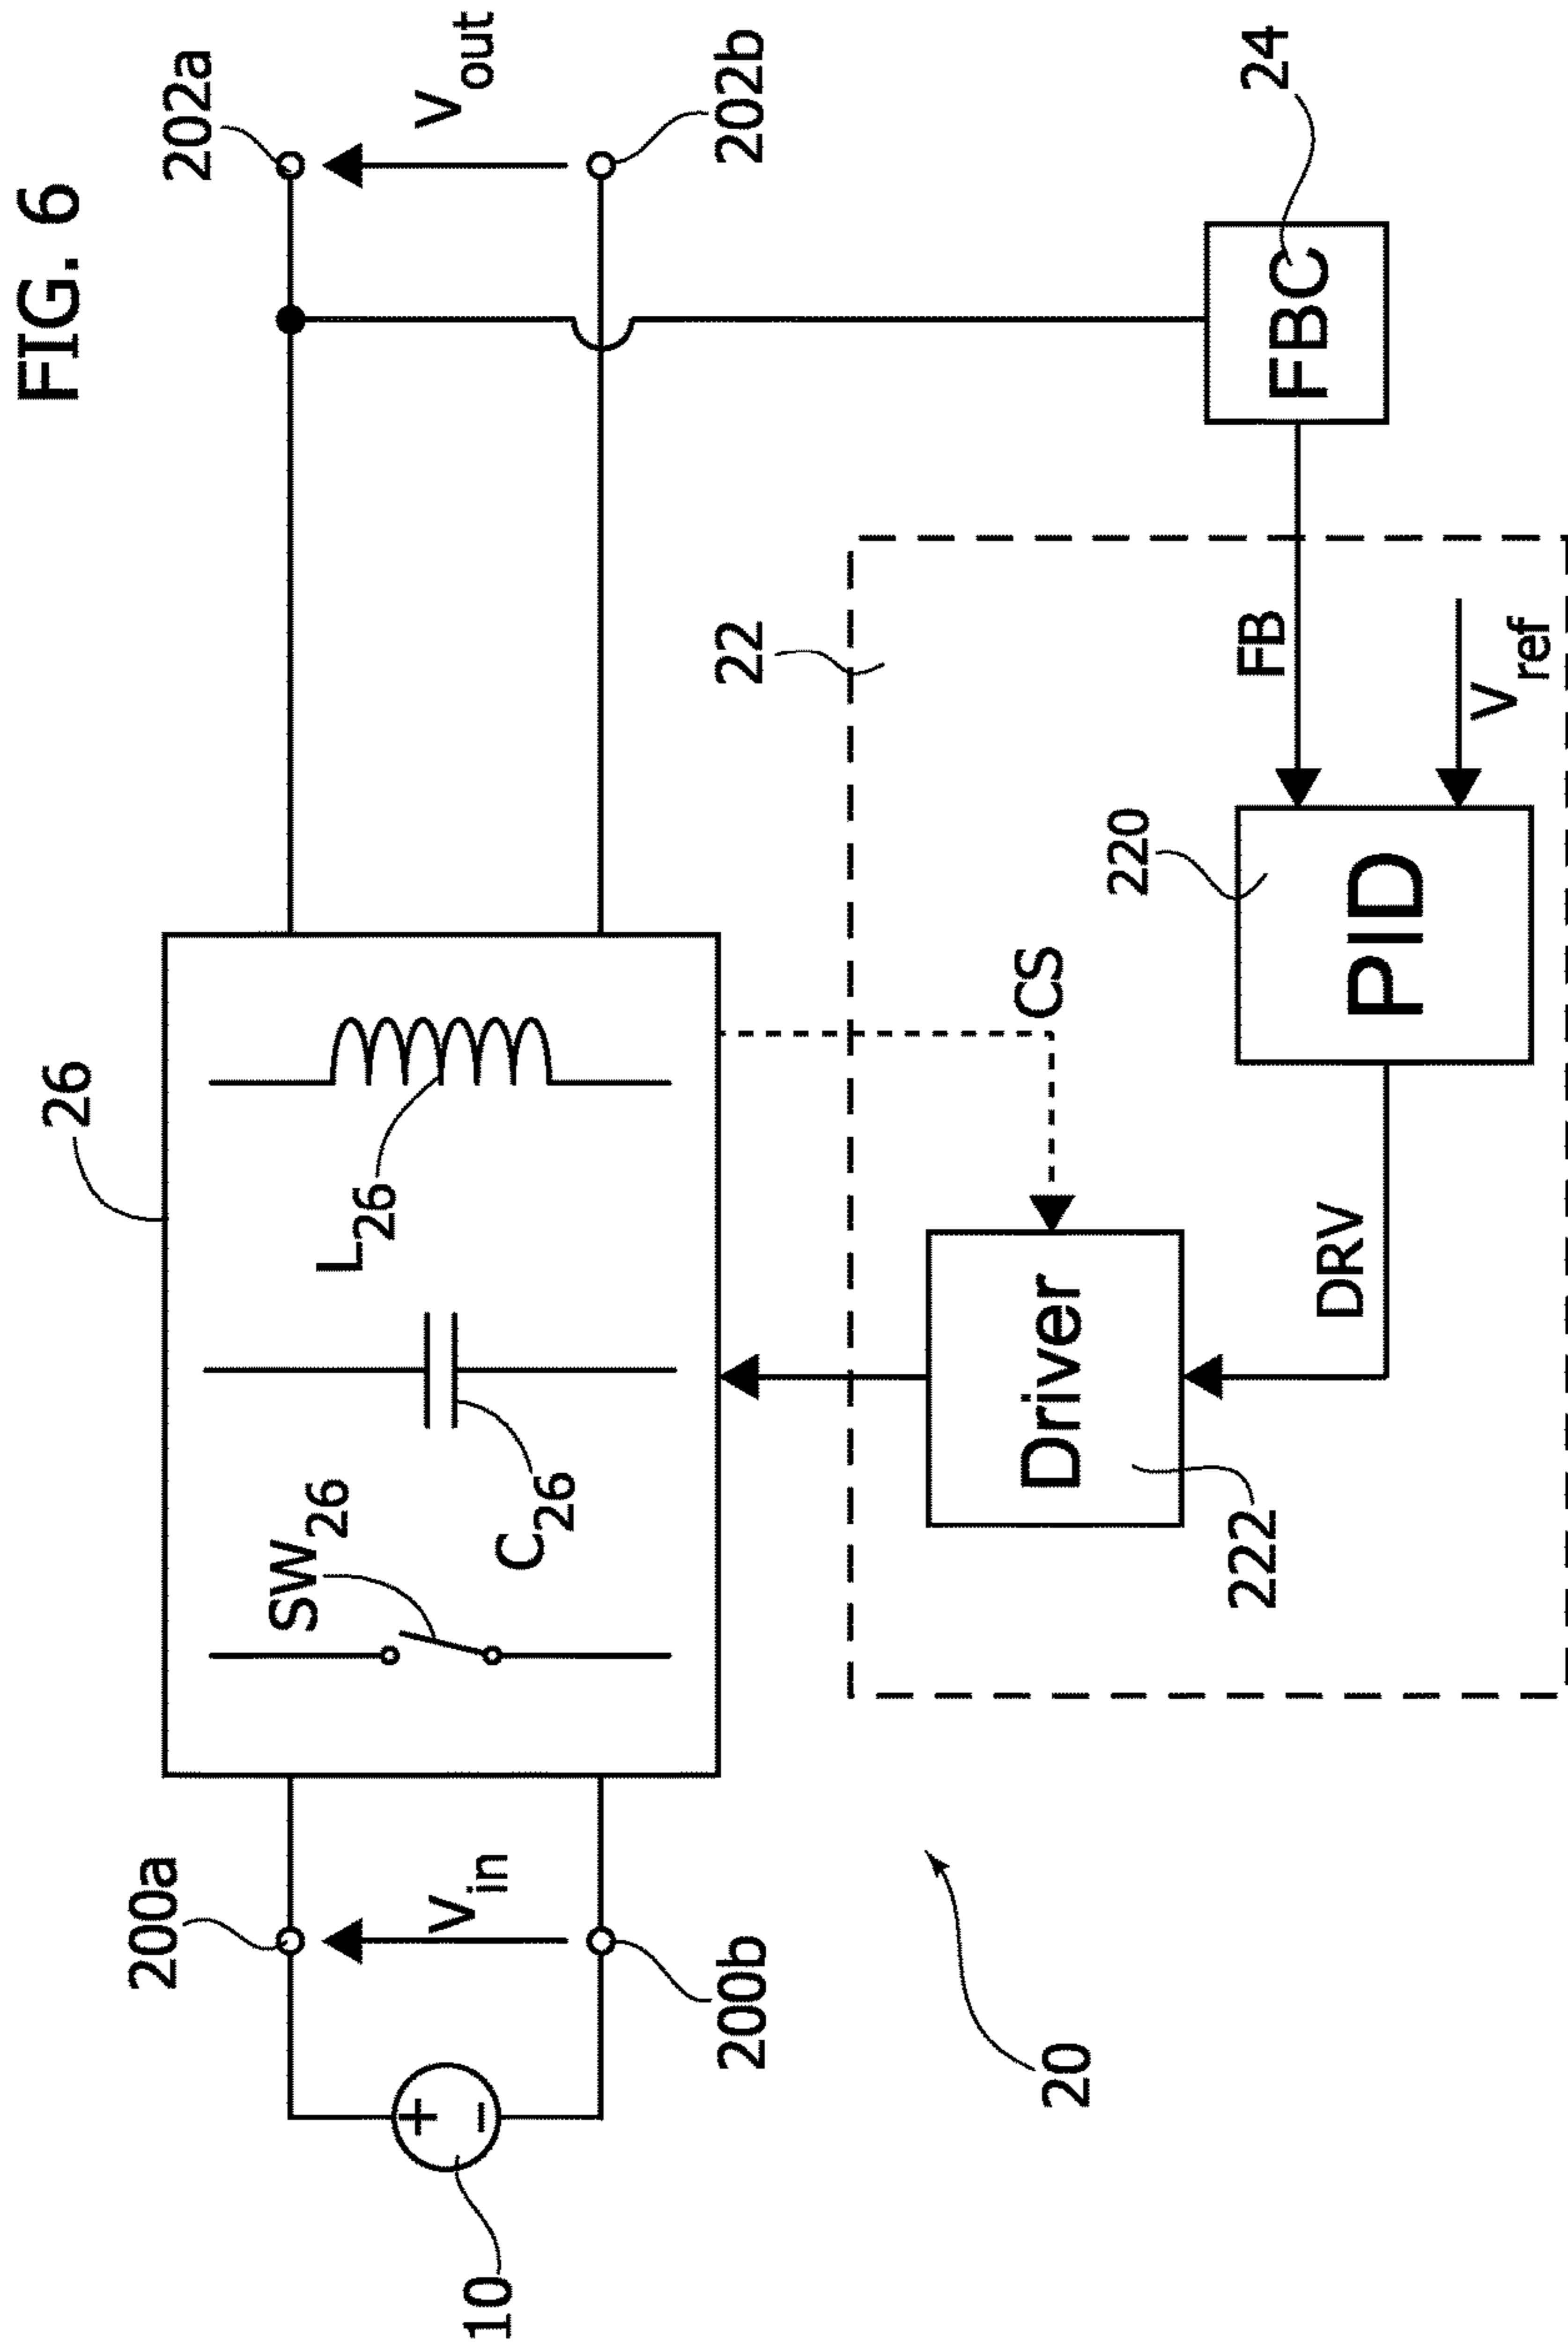 FIG. 6
26
202a
200a
SW26
L26
Vout
Vin
C26
10
202b
200b
22
CS
20
Driver
220
24
222
FB
FBC
DRV
PID
Vref